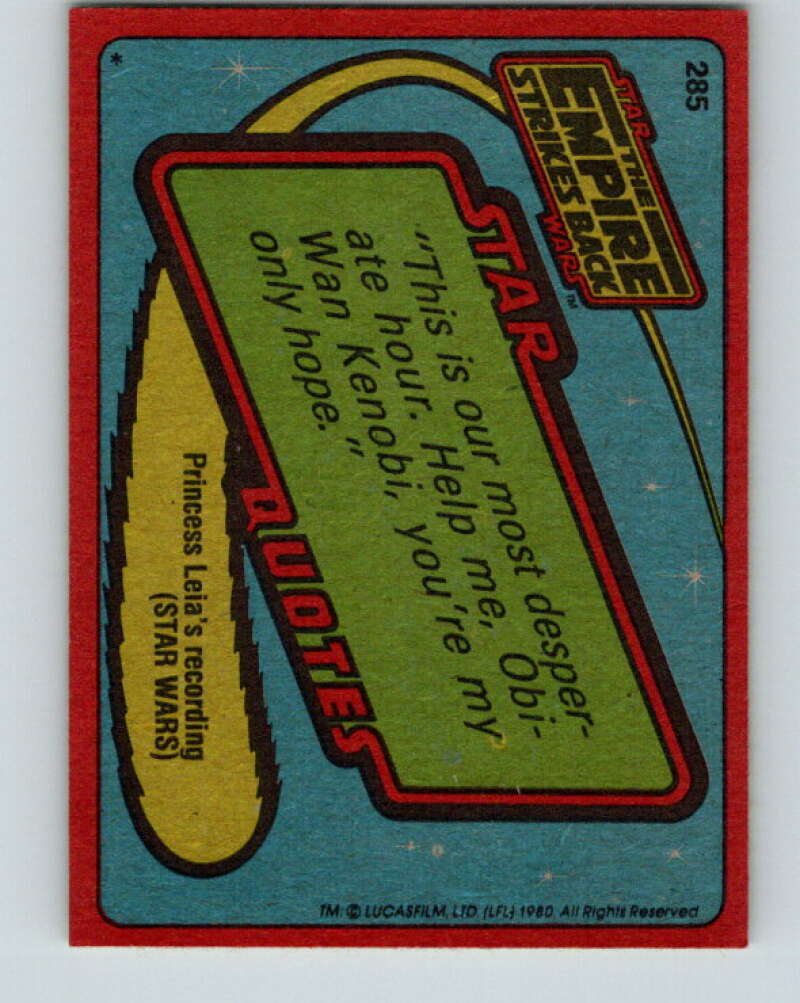 285
STAR
THE
EMPIRE
STRIKES BACK
WARS
TM
STAR
"This is our most desper-
ate hour. Help me, Obi-
Wan Kenobi, you're my
only hope."
QUOTES
Princess Leia's recording
(STAR WARS)
*
TM: © LUCASFILM, LTD. (LFL) 1980. All Rights Reserved